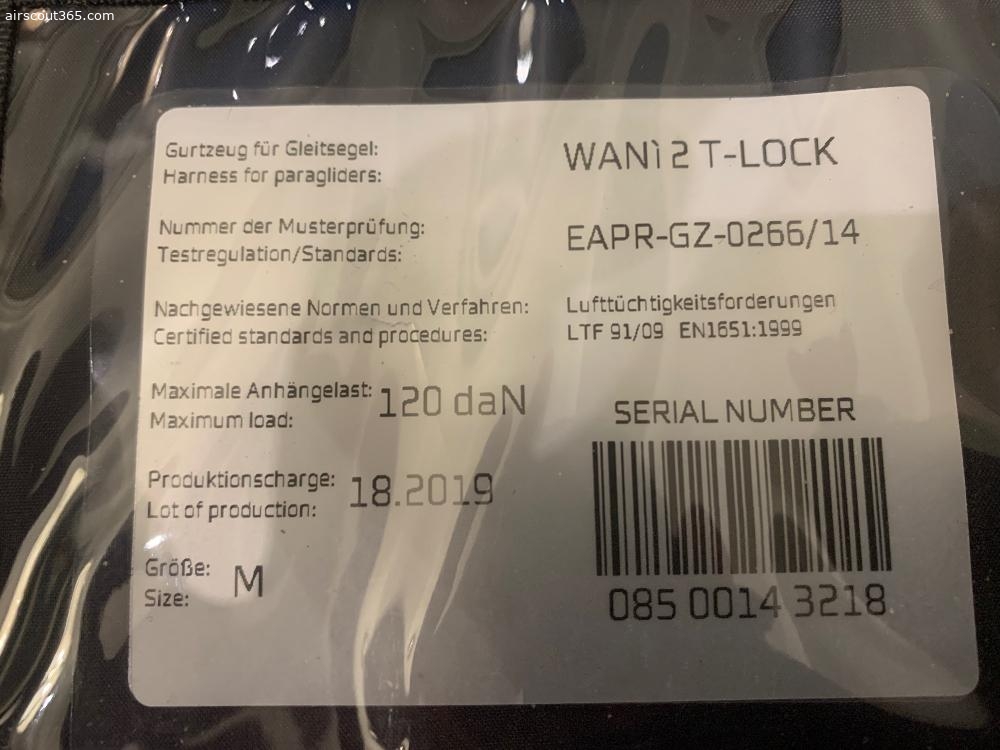 airscout365.com
Gurtzeug für Gleitsegel:
Harness for paragliders:
WANì 2 T-LOCK
Nummer der Musterprüfung:
Testregulation/Standards:
EAPR-GZ-0266/14
Nachgewiesene Normen und Verfahren:
Certified standards and procedures:
Lufttüchtigkeitsforderungen
LTF 91/09 EN1651:1999
Maximale Anhängelast:
Maximum load:
120 daN
SERIAL NUMBER
Produktionscharge:
Lot of production:
18.2019
Größe:
Size:
M
085 0014 3218